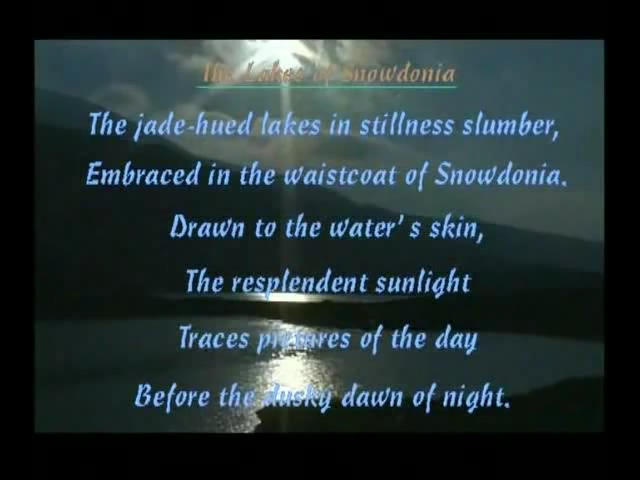 The Lakes of Snowdonia
The jade-hued lakes in stillness slumber,
Embraced in the waistcoat of Snowdonia.
Drawn to the water's skin,
The resplendent sunlight
Traces pictures of the day
Before the dusky dawn of night.